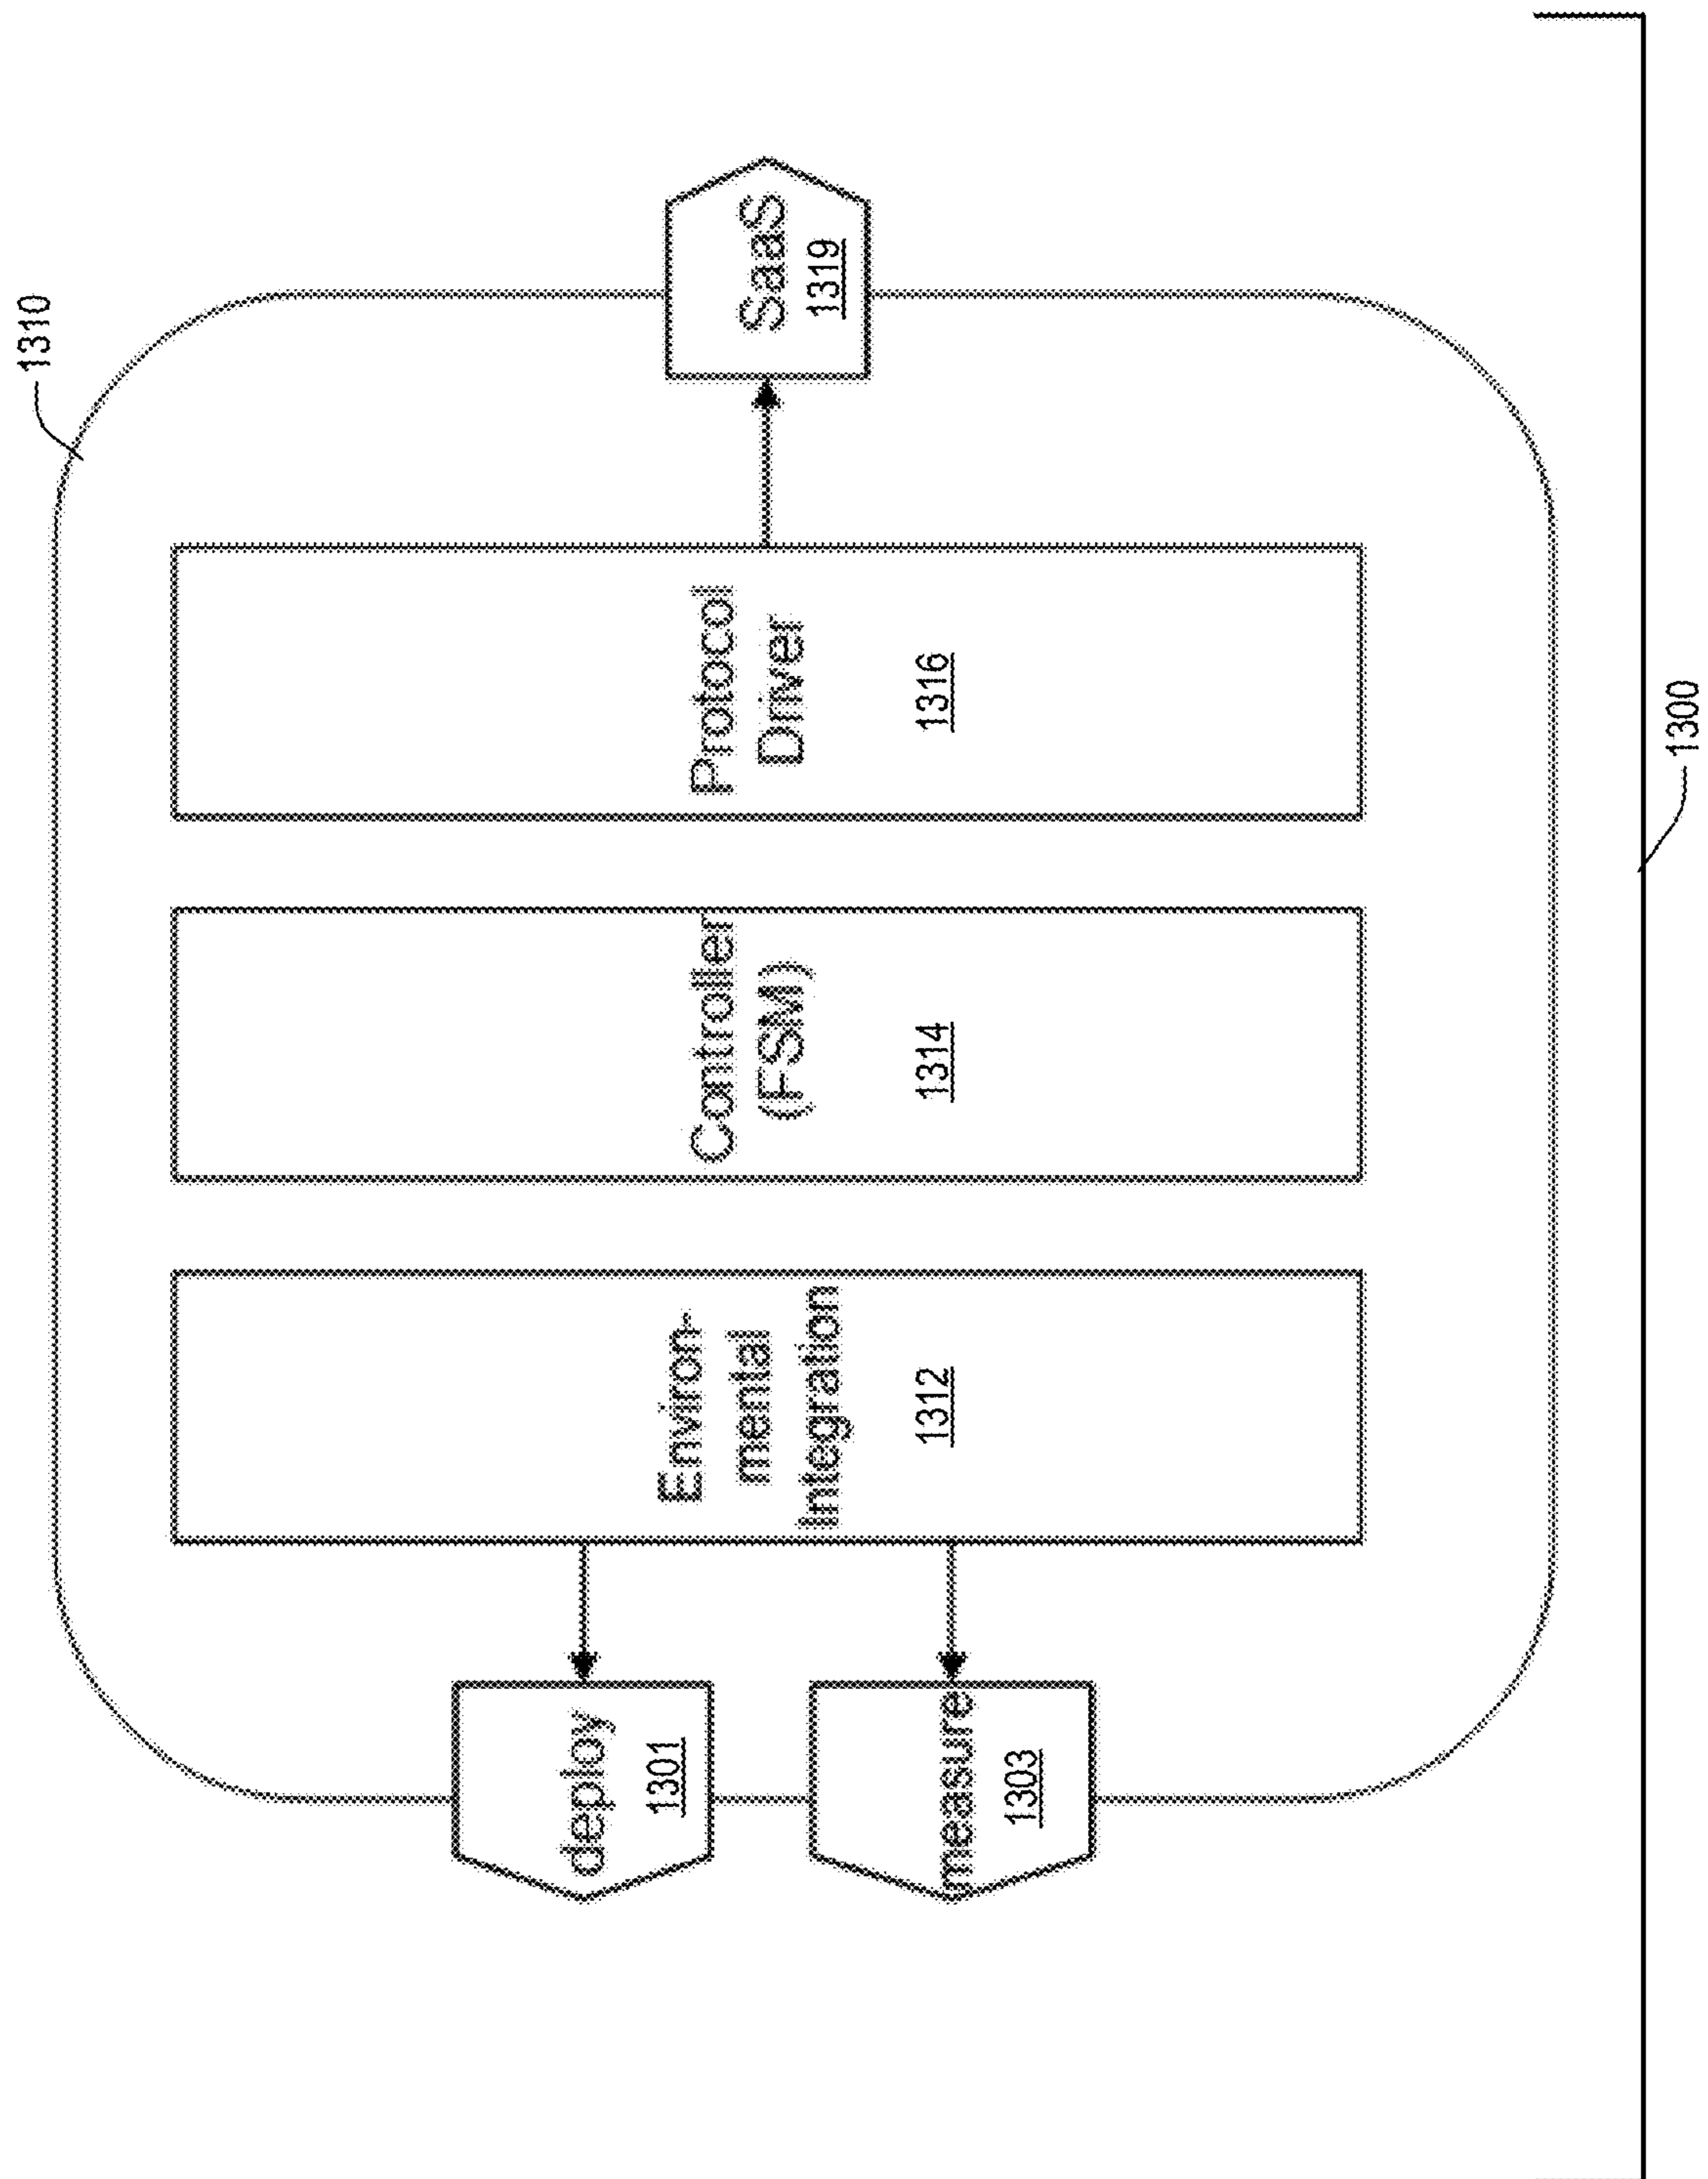 1310
deploy
1301
measure
1303
Environ-
mental
Integration
1312
Controller
(FSM)
1314
Protocol
Driver
1316
SaaS
1319
1300